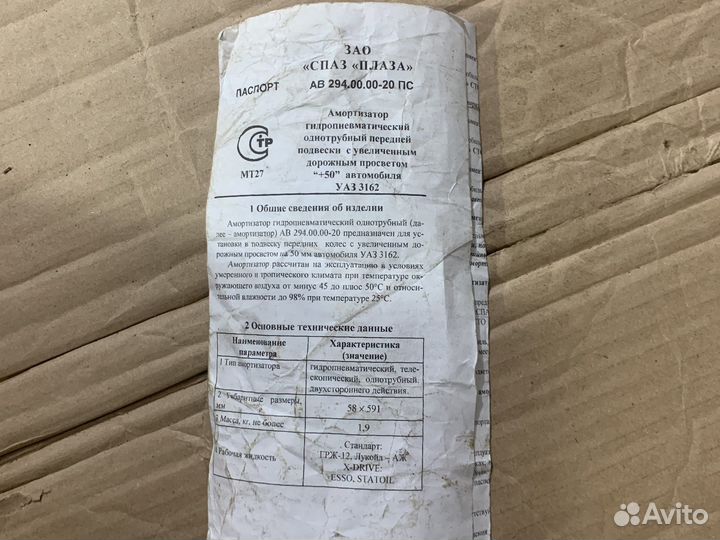 ЗАО
«СПАЗ «ПЛАЗА»
ПАСПОРТ АВ 294.00.00-20 ПС
Амортизатор
гидропневматический
однотрубный передней
подвески с увеличенным
дорожным просветом
“+50” автомобиля
УАЗ 3162
СТР
МТ27
1 Общие сведения об изделии
Амортизатор гидропневматический однотрубный (да-
лее – амортизатор) АВ 294.00.00-20 предназначен для ус-
тановки в подвеску передних колес с увеличенным до-
рожным просветом на 50 мм автомобиля УАЗ 3162.
Амортизатор рассчитан на эксплуатацию в условиях
умеренного и тропического климата при температуре ок-
ружающего воздуха от минус 45 до плюс 50°С и относи-
тельной влажности до 98% при температуре 25°С.
2 Основные технические данные
Наименование параметра
Характеристика (значение)
1 Тип амортизатора
гидропневматический, теле-
скопический, однотрубный,
двухстороннего действия.
2 Габаритные размеры,
мм
58 × 591
3 Масса, кг, не более
1,9
4 Рабочая жидкость
Стандарт:
ГРЖ-12, Лукойл – АЖ
X-DRIVE:
ESSO, STATOIL
Avito